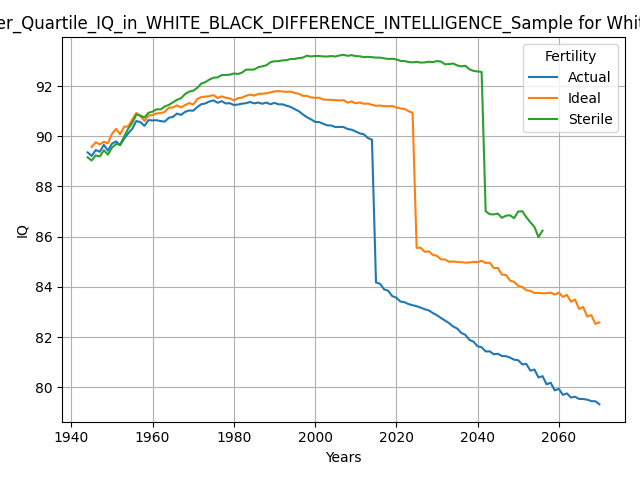 er_Quartile_IQ_in_WHITE_BLACK_DIFFERENCE_INTELLIGENCE_Sample for Whit
Fertility
Actual
Ideal
Sterile
IQ
92
90
88
86
84
82
80
1940 1960 1980 2000 2020 2040 2060
Years